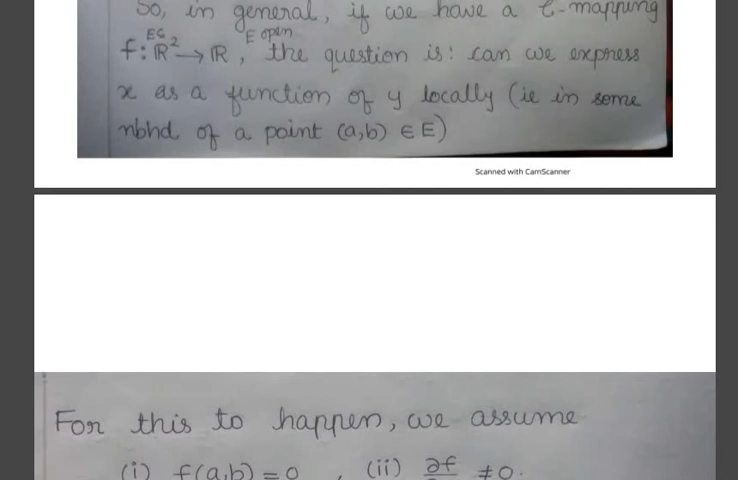 So, in general, if we have a C-mapping
f: E⊂ℝ² → ℝ, E open the question is: can we express
x as a function of y locally (ie in some
nbhd of a point (a,b) ∈ E)
Scanned with CamScanner
For this to happen, we assume
(i) f(a,b) = 0 , (ii) ∂f ≠ 0.